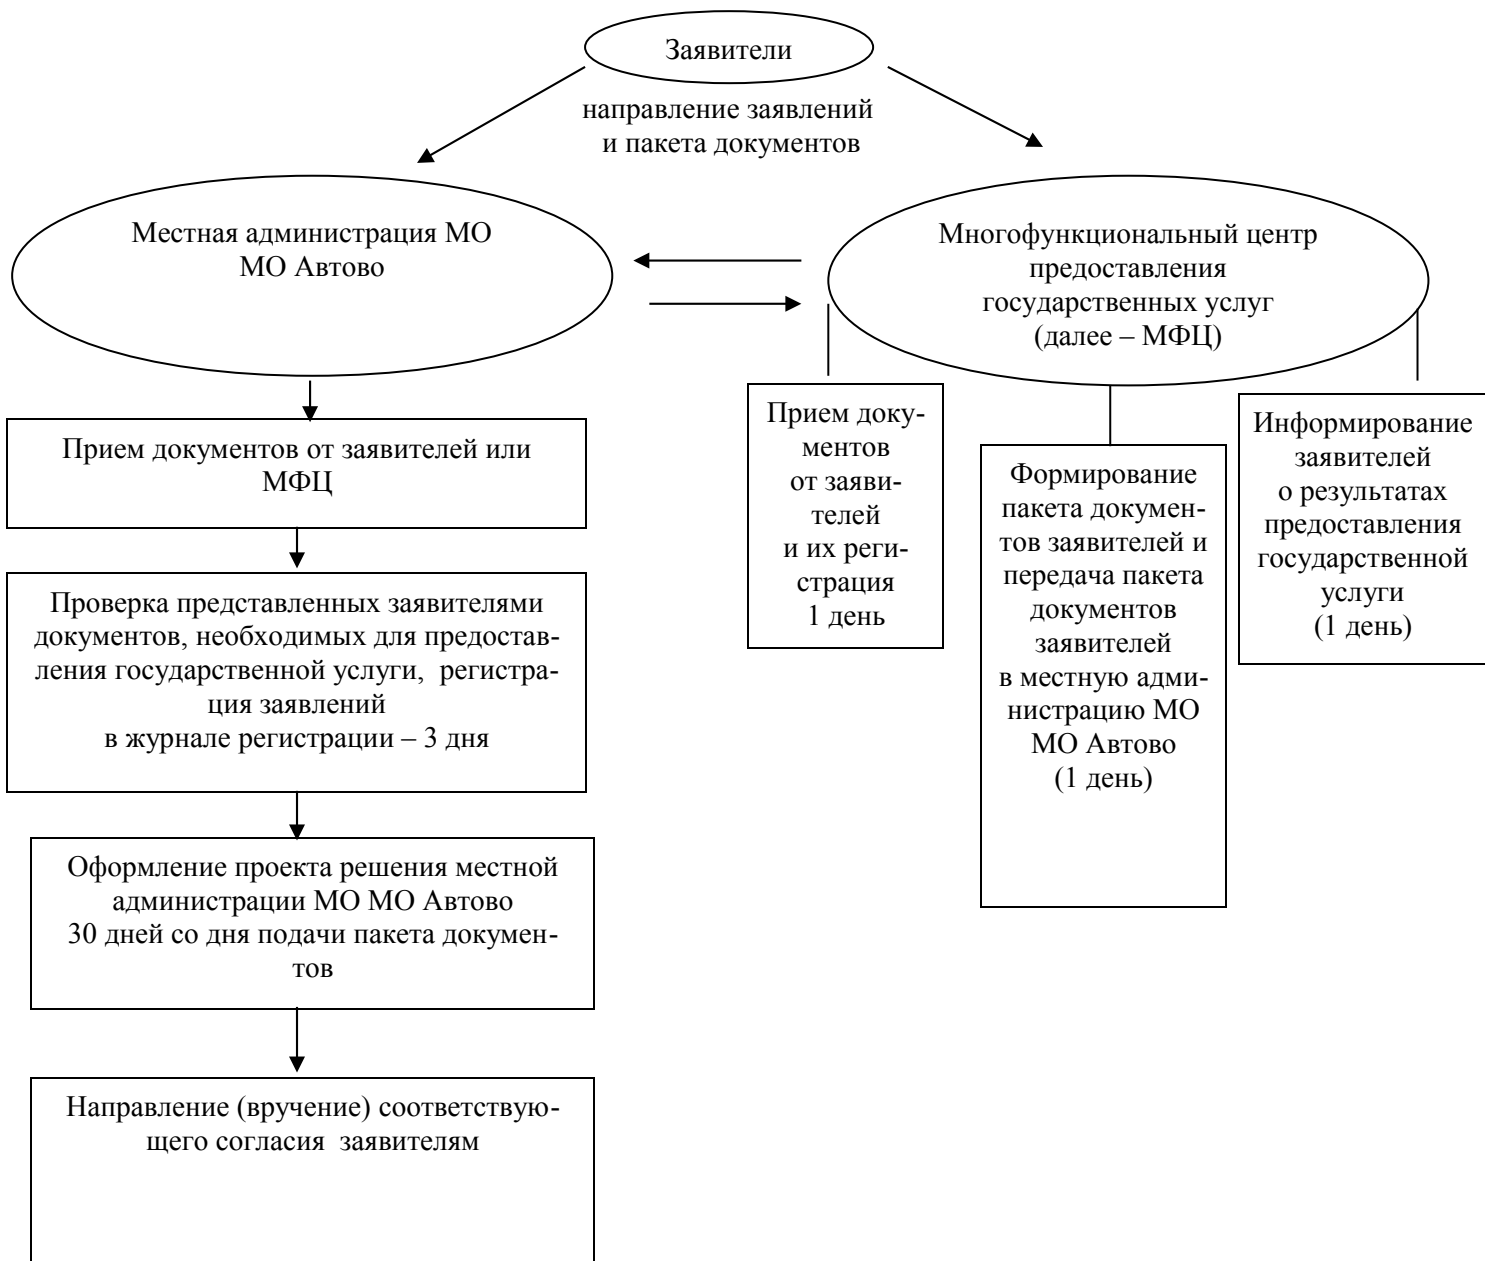 Заявители
направление заявлений
и пакета документов
Местная администрация МО
МО Автово
Многофункциональный центр
предоставления
государственных услуг
(далее – МФЦ)
Прием документов от заявителей или
МФЦ
Проверка представленных заявителями
документов, необходимых для предостав-
ления государственной услуги,  регистра-
ция заявлений
в журнале регистрации – 3 дня
Оформление проекта решения местной
администрации МО МО Автово
30 дней со дня подачи пакета докумен-
тов
Направление (вручение) соответствую-
щего согласия  заявителям
Прием доку-
ментов
от заяви-
телей
и их реги-
страция
1 день
Формирование
пакета докумен-
тов заявителей и
передача пакета
документов
заявителей
в местную адми-
нистрацию МО
МО Автово
(1 день)
Информирование
заявителей
о результатах
предоставления
государственной
услуги
(1 день)